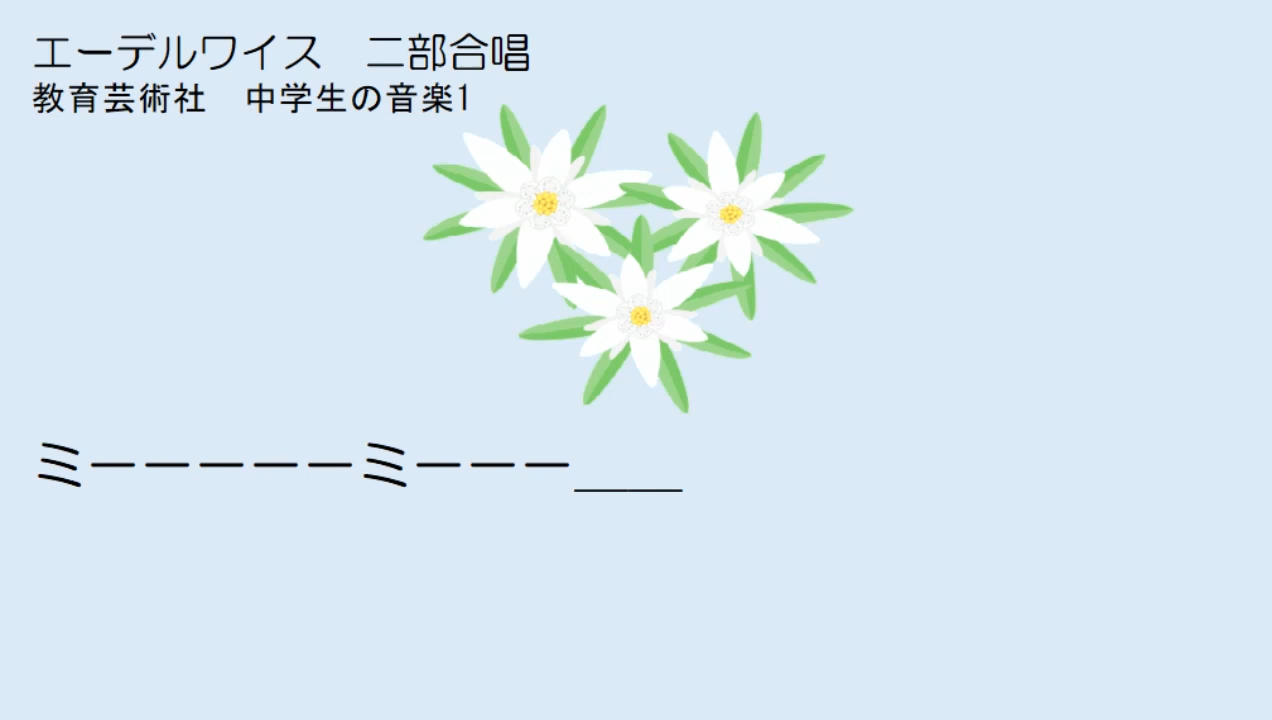 エーデルワイス　二部合唱
教育芸術社　中学生の音楽1
ミーーーーーミーーー＿＿